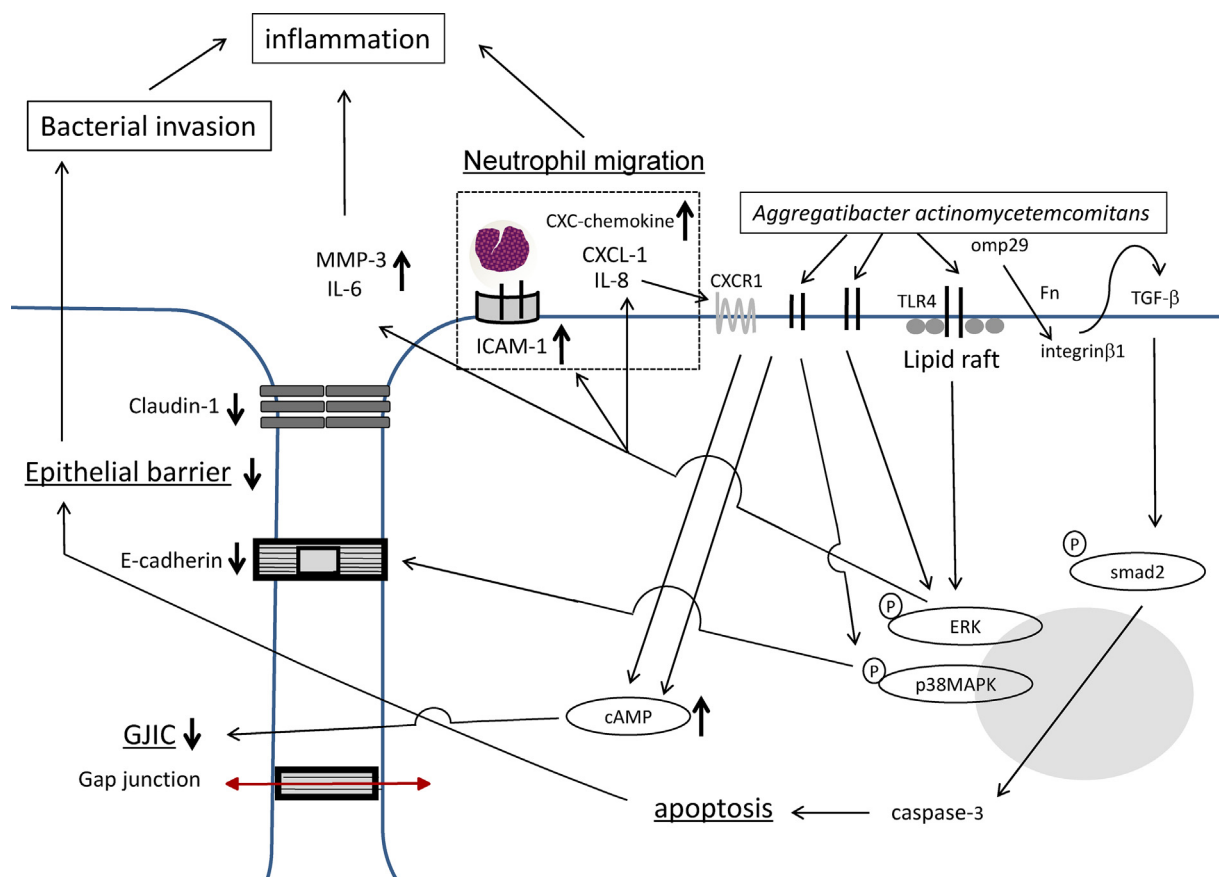 inflammation
Bacterial invasion
Neutrophil migration
CXC-chemokine
Aggregatibacter actinomycetemcomitans
omp29
MMP-3
IL-6
CXCL-1
IL-8
CXCR1
TLR4
Fn
TGF-β
ICAM-1
Lipid raft
integrinβ1
Claudin-1
Epithelial barrier
E-cadherin
P
smad2
P
ERK
P
p38MAPK
cAMP
GJIC
Gap junction
apoptosis
caspase-3